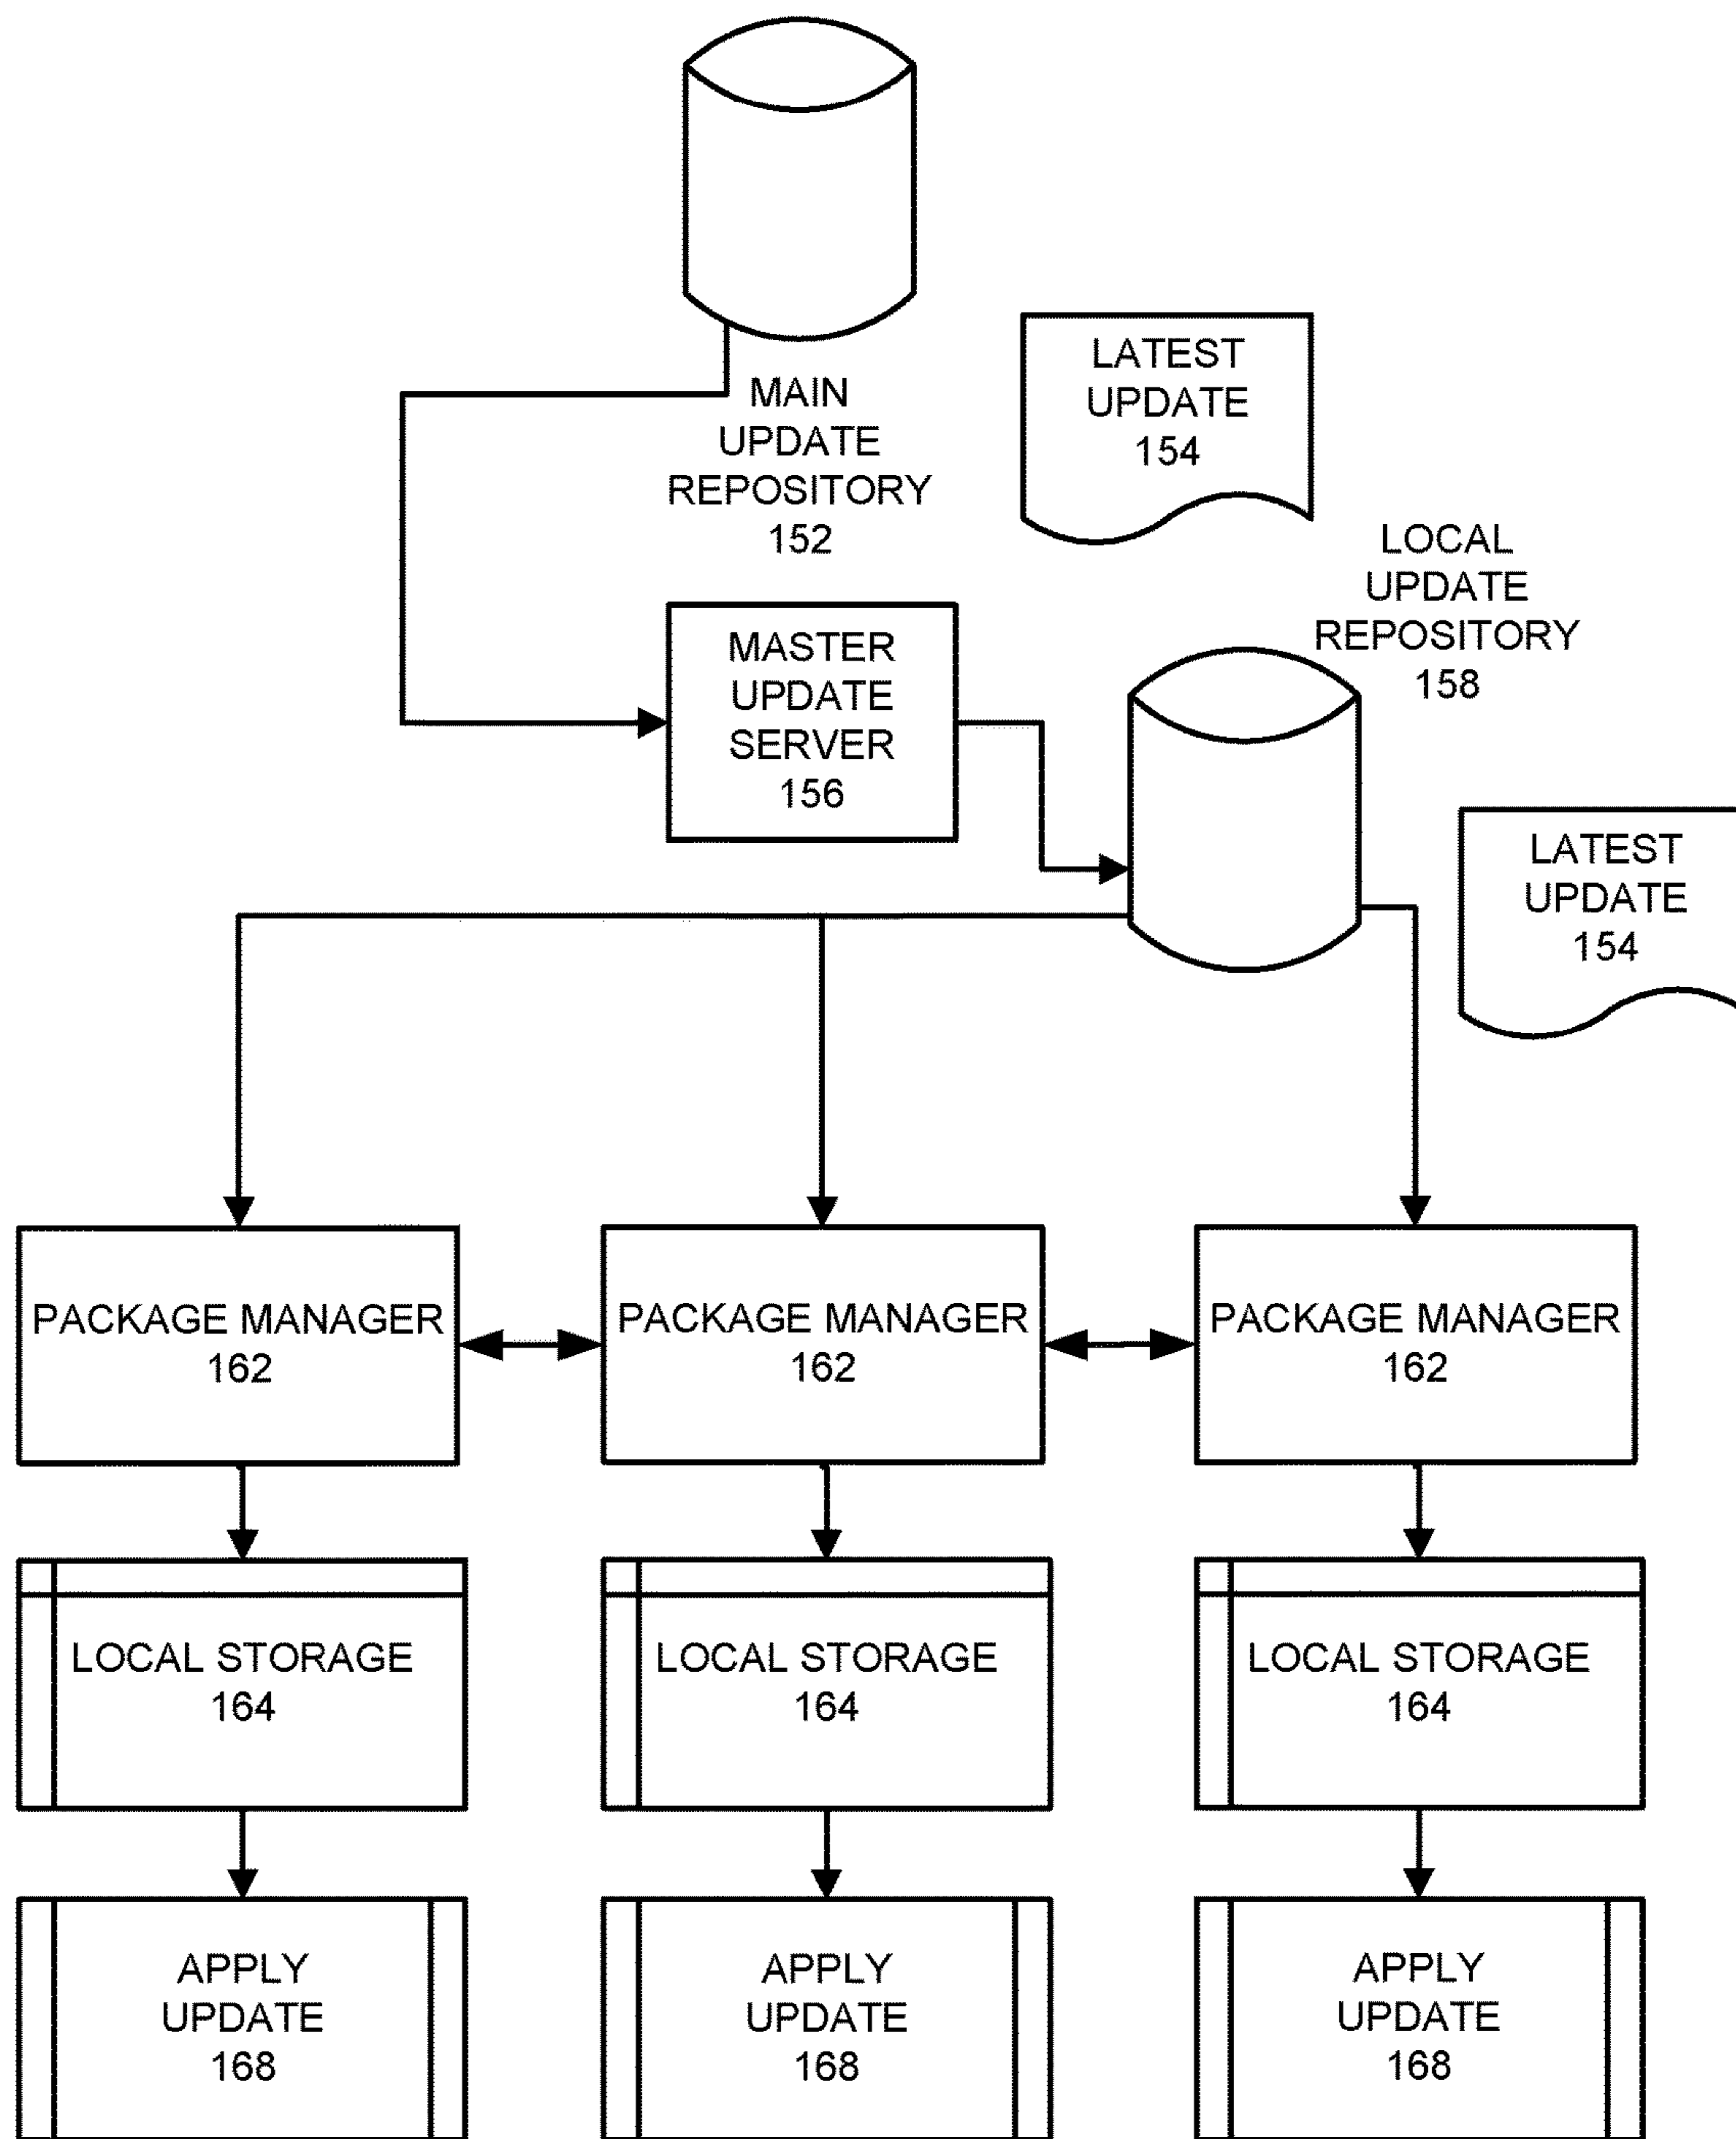 MAIN
UPDATE
REPOSITORY
152
LATEST
UPDATE
154
LOCAL
UPDATE
REPOSITORY
158
MASTER
UPDATE
SERVER
156
LATEST
UPDATE
154
PACKAGE MANAGER
162
PACKAGE MANAGER
162
PACKAGE MANAGER
162
LOCAL STORAGE
164
LOCAL STORAGE
164
LOCAL STORAGE
164
APPLY
UPDATE
168
APPLY
UPDATE
168
APPLY
UPDATE
168